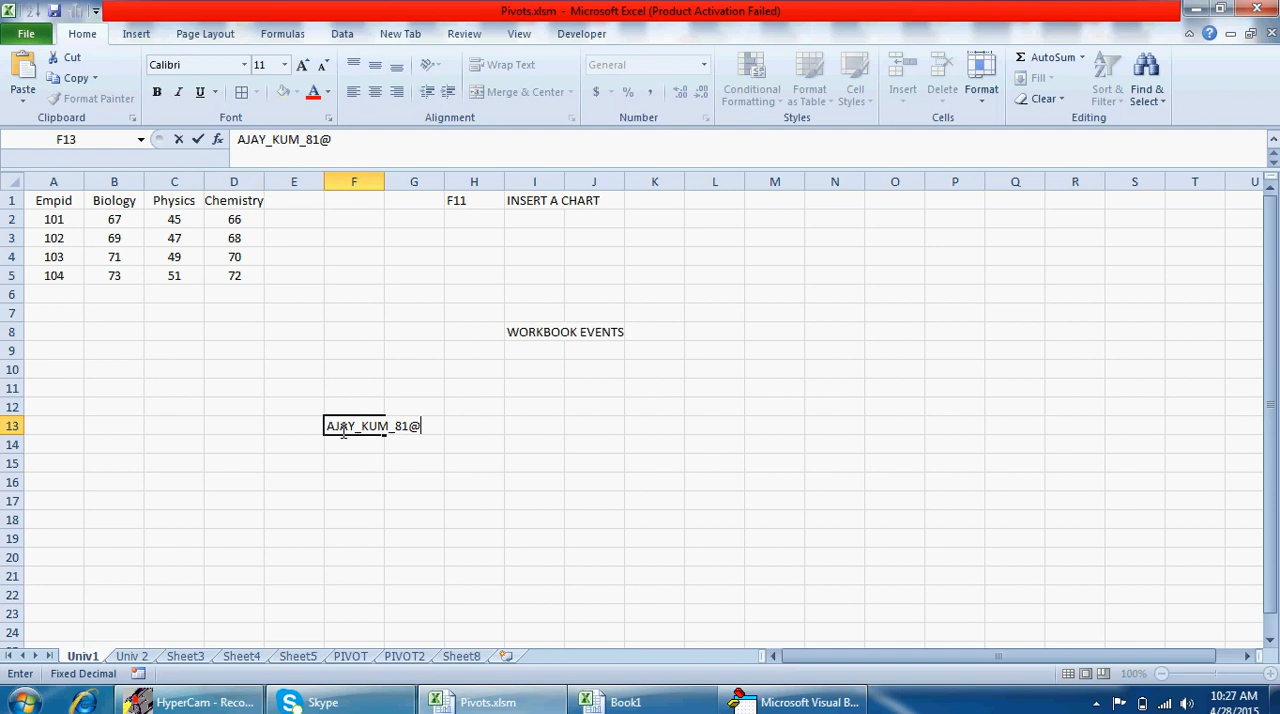 Pivots.xlsm - Microsoft Excel (Product Activation Failed)
File Home Insert Page Layout Formulas Data New Tab Review View Developer
Paste
Cut
Copy
Format Painter
Clipboard
Calibri 11
B I U
Font
Wrap Text
Merge & Center
Alignment
General
$ % ,
Number
Conditional Formatting
Format as Table
Cell Styles
Styles
Insert
Delete
Format
Cells
AutoSum
Fill
Clear
Sort & Filter
Find & Select
Editing
F13 fx AJAY_KUM_81@
A B C D E F G H I J K L M N O P Q R S T U
1 Empid Biology Physics Chemistry F11 INSERT A CHART
2 101 67 45 66
3 102 69 47 68
4 103 71 49 70
5 104 73 51 72
6
7
8 WORKBOOK EVENTS
9
10
11
12
13 AJAY_KUM_81@
14
15
16
17
18
19
20
21
22
23
24
Univ1 Univ 2 Sheet3 Sheet4 Sheet5 PIVOT PIVOT2 Sheet8
Enter Fixed Decimal 100%
HyperCam - Reco... Skype Pivots.xlsm Book1 Microsoft Visual B... 10:27 AM
4/28/2015